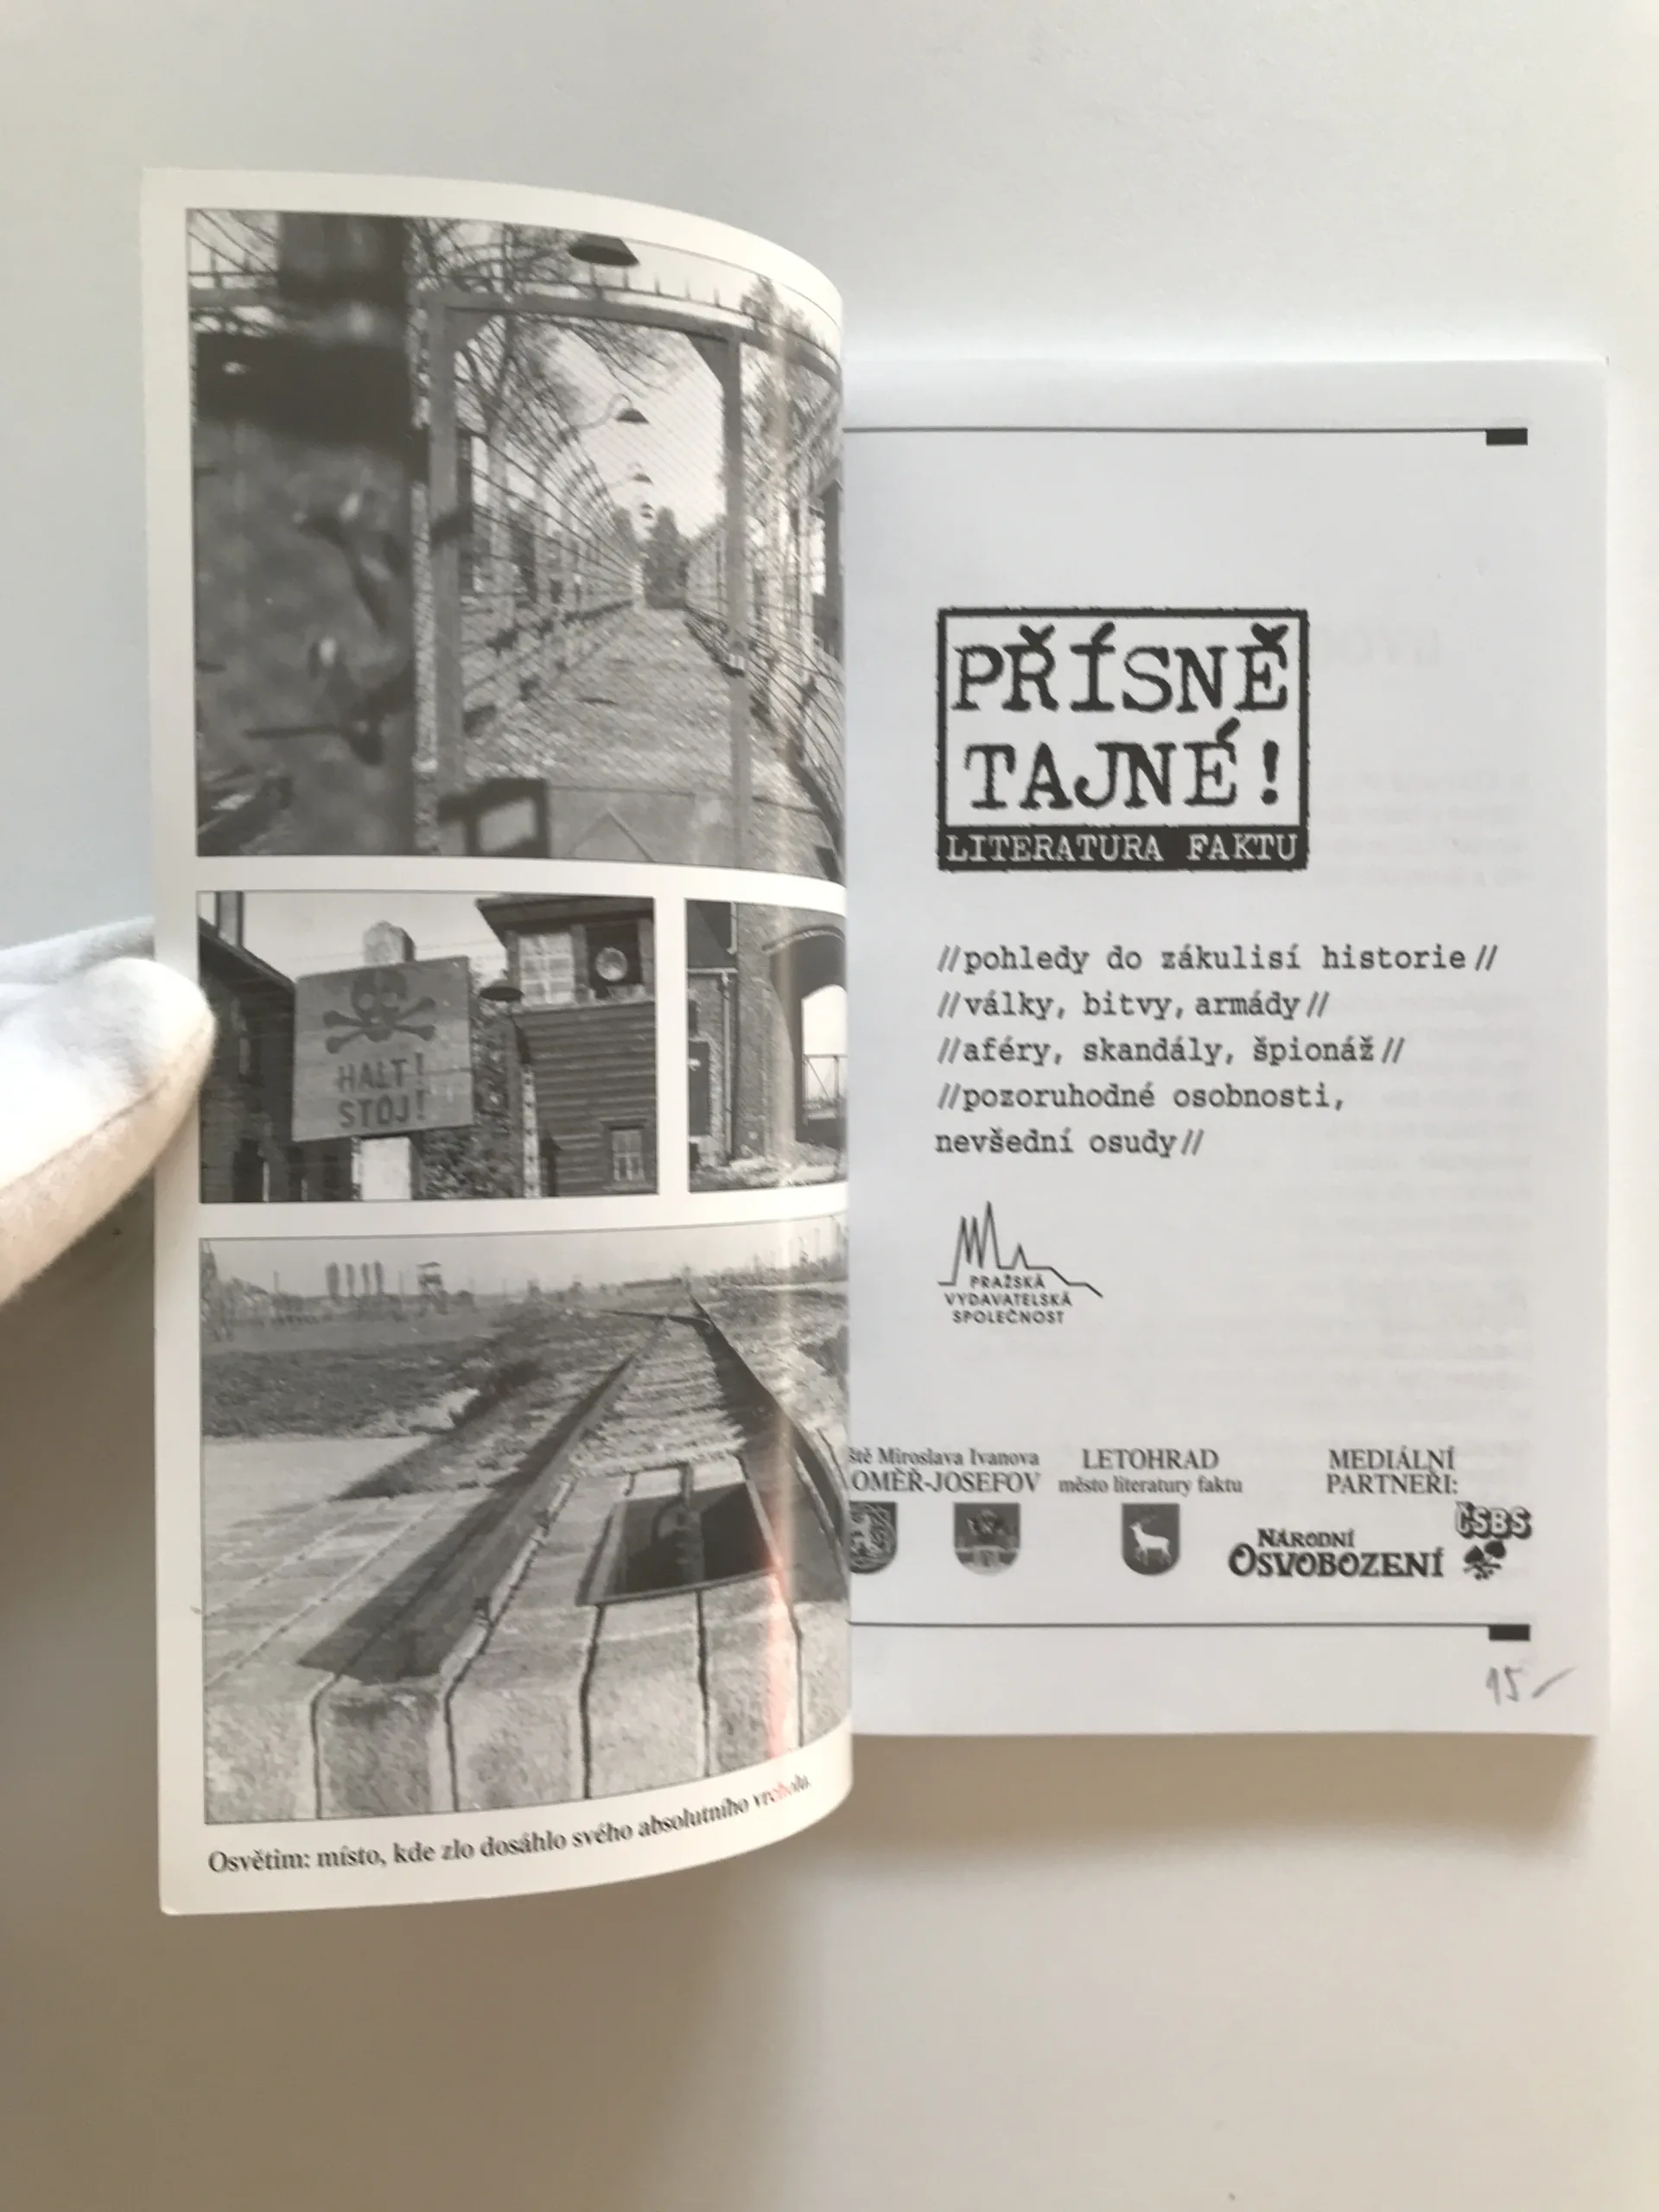 HALT!
STÓJ!
Osvětim: místo, kde zlo dosáhlo svého absolutního vrcholu.
PŘÍSNĚ
TAJNÉ!
LITERATURA FAKTU
//pohledy do zákulisí historie//
//války, bitvy, armády//
//aféry, skandály, špionáž//
//pozoruhodné osobnosti,
nevšední osudy//
PRAŽSKÁ
VYDAVATELSKÁ
SPOLEČNOST
Miroslava Ivanova
OMĚŘ-JOSEFOV
LETOHRAD
město literatury faktu
MEDIÁLNÍ
PARTNEŘI:
NÁRODNÍ
OSVOBOZENÍ
ČSBS
15